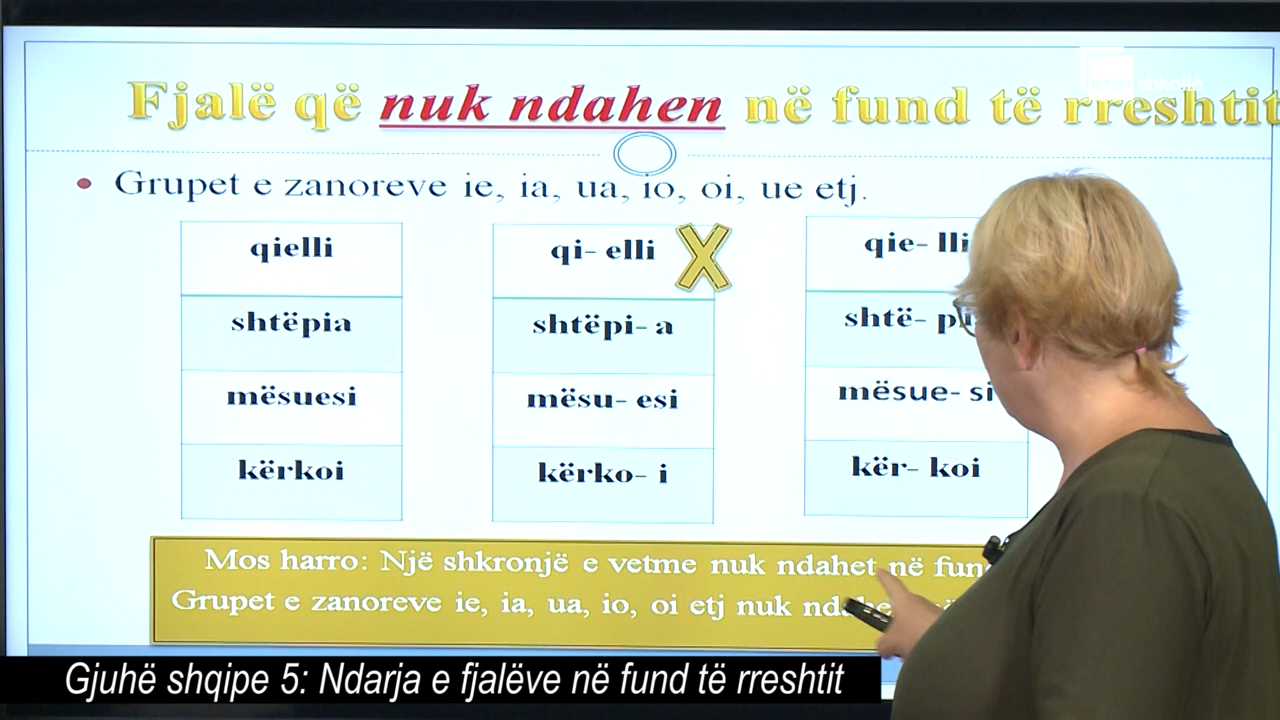 Fjalë që nuk ndahen në fund të rreshtit
shkollë
Grupet e zanoreve ie, ia, ua, io, oi, ue etj.
qielli qi- elli X qie- lli
shtëpia shtëpi- a shtë-
mësuesi mësu- esi mësue- si
kërkoi kërko- i kër- koi
Mos harro: Një shkronjë e vetme nuk ndahet në
Grupet e zanoreve ie, ia, ua, io, oi etj nuk
Gjuhë shqipe 5: Ndarja e fjalëve në fund të rreshtit